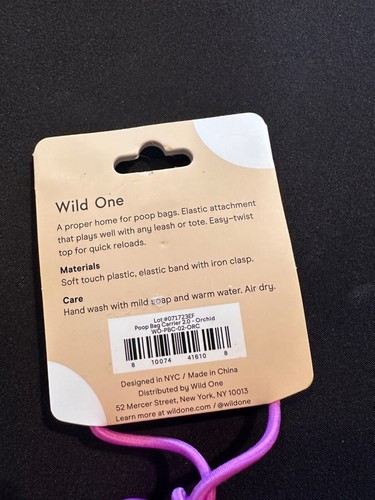 Wild One
A proper home for poop bags. Elastic attachment
that plays well with any leash or tote. Easy-twist
top for quick reloads.
Materials
Soft touch plastic, elastic band with iron clasp.
Care
Hand wash with mild soap and warm water. Air dry.
Lot #071723EF
Poop Bag Carrier 2.0 - Orchid
WO-PBC-02-ORC
8 10074 41610 8
Designed in NYC / Made in China
Distributed by Wild One
52 Mercer Street, New York, NY 10013
Learn more at wildone.com / @wildone